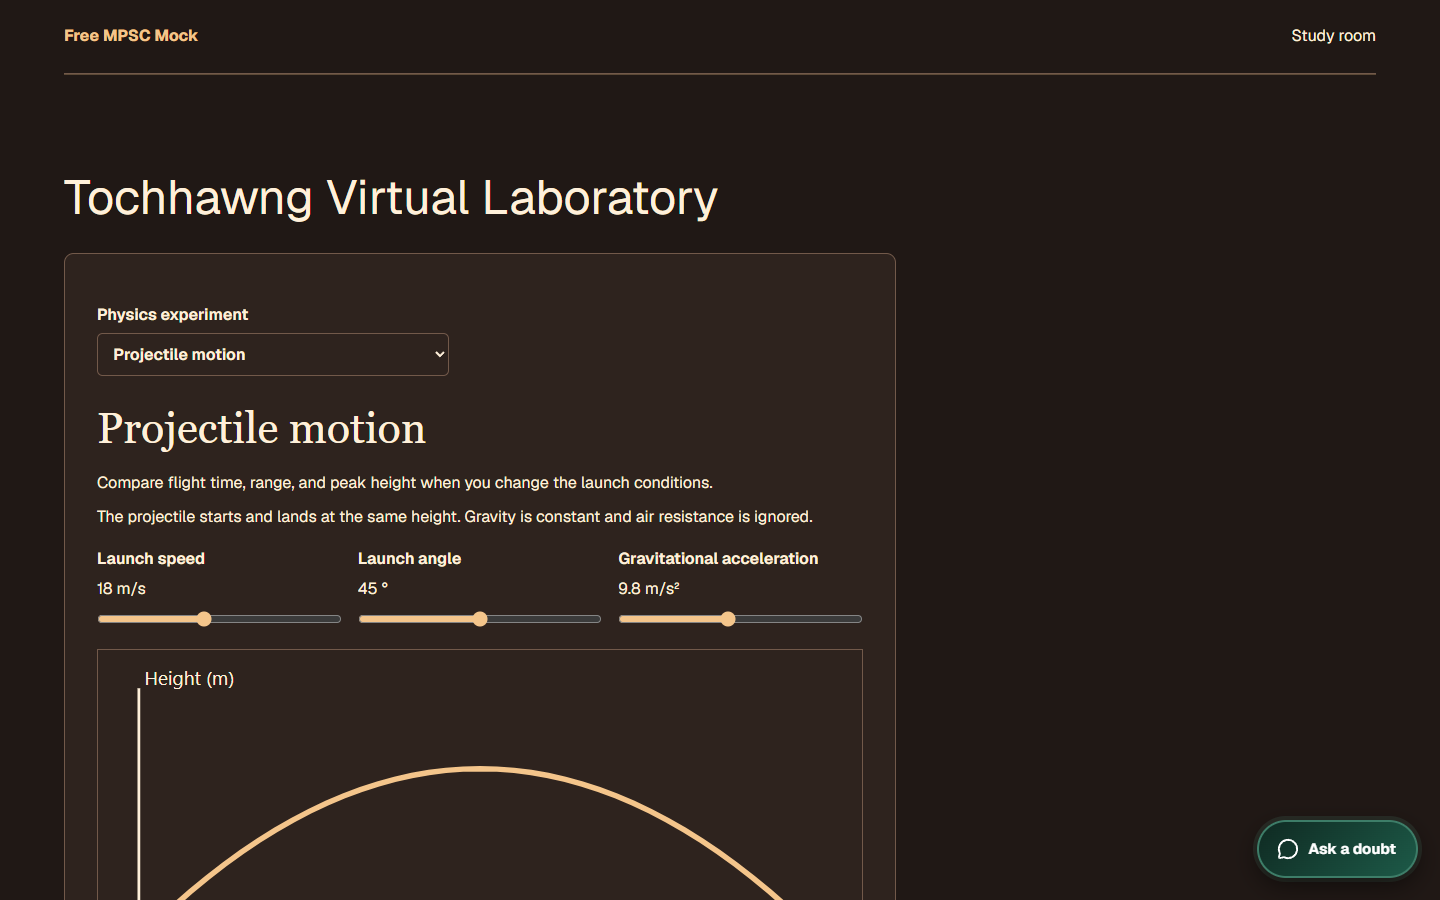 Free MPSC Mock
Study room
Tochhawng Virtual Laboratory
Physics experiment
Projectile motion
Projectile motion
Compare flight time, range, and peak height when you change the launch conditions.
The projectile starts and lands at the same height. Gravity is constant and air resistance is ignored.
Launch speed
Launch angle
Gravitational acceleration
18 m/s
45 °
9.8 m/s²
Height (m)
Ask a doubt